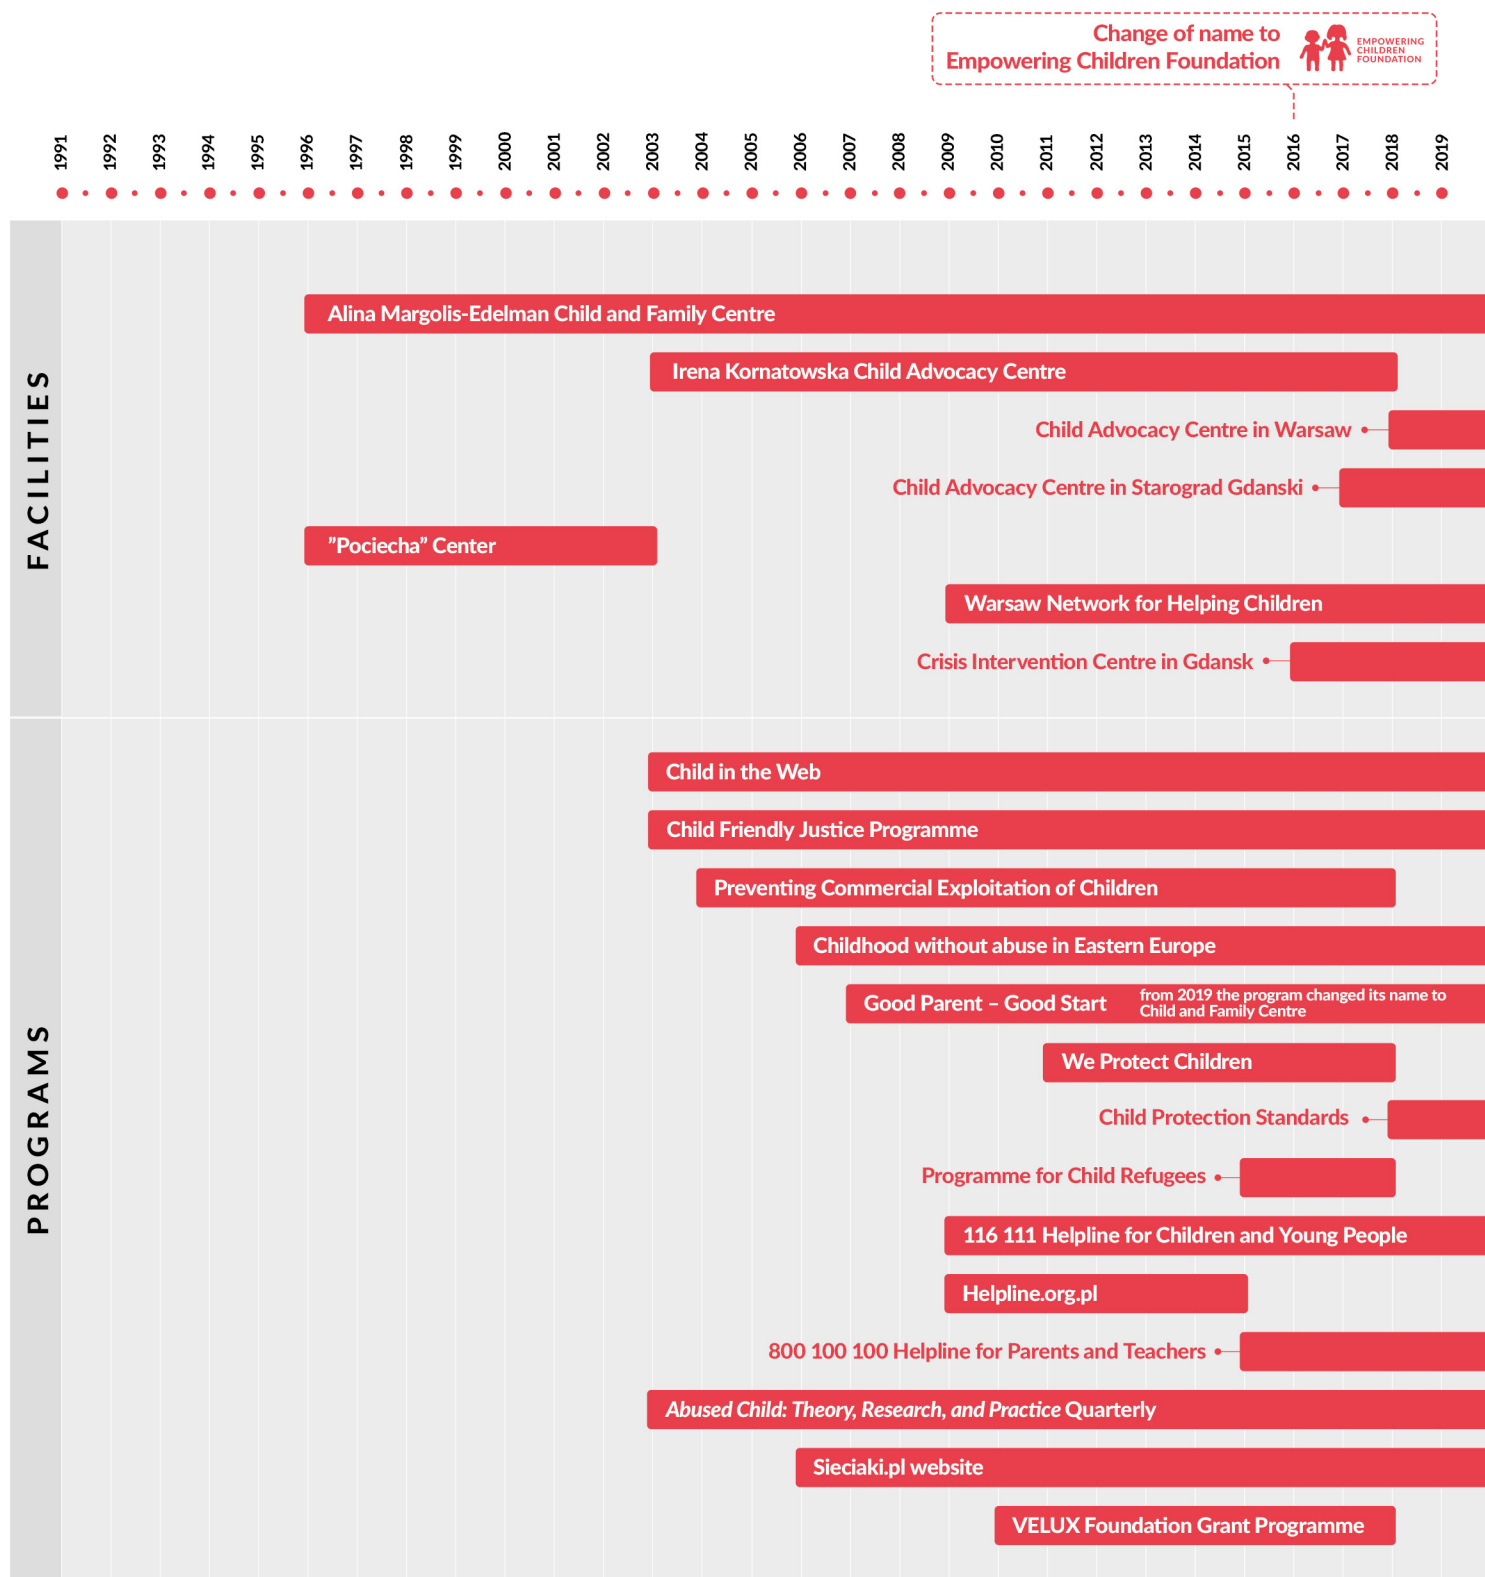 Change of name to
Empowering Children Foundation
EMPOWERING
CHILDREN
FOUNDATION
1991
1992
1993
1994
1995
1996
1997
1998
1999
2000
2001
2002
2003
2004
2005
2006
2007
2008
2009
2010
2011
2012
2013
2014
2015
2016
2017
2018
2019
FACILITIES
Alina Margolis-Edelman Child and Family Centre
Irena Kornatowska Child Advocacy Centre
Child Advocacy Centre in Warsaw
Child Advocacy Centre in Starograd Gdanski
”Pociecha” Center
Warsaw Network for Helping Children
Crisis Intervention Centre in Gdansk
PROGRAMS
Child in the Web
Child Friendly Justice Programme
Preventing Commercial Exploitation of Children
Childhood without abuse in Eastern Europe
Good Parent – Good Start
from 2019 the program changed its name to
Child and Family Centre
We Protect Children
Child Protection Standards
Programme for Child Refugees
116 111 Helpline for Children and Young People
Helpline.org.pl
800 100 100 Helpline for Parents and Teachers
Abused Child: Theory, Research, and Practice Quarterly
Sieciaki.pl website
VELUX Foundation Grant Programme